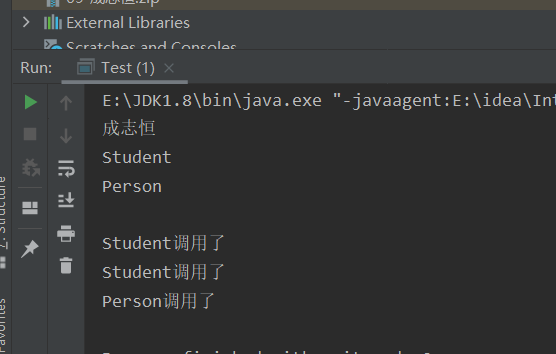 External Libraries
Scratches and Consoles
Run: Test (1)
E:\JDK1.8\bin\java.exe "-javaagent:E:\idea\Int
成志恒
Student
Person
Student调用了
Student调用了
Person调用了
7: Structure
Favorites